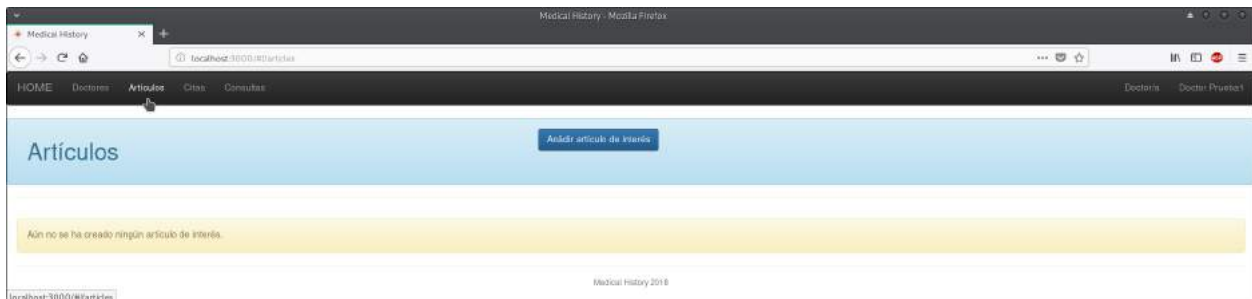 Medical History - Mozilla Firefox
Medical History
localhost:3000/#!/articles
HOME Doctores Artículos Citas Consultas Doctor/a Doctor Prueba1
Artículos
Añadir artículo de interés
Aún no se ha creado ningún artículo de interés.
Medical History 2018
localhost:3000/#!/articles